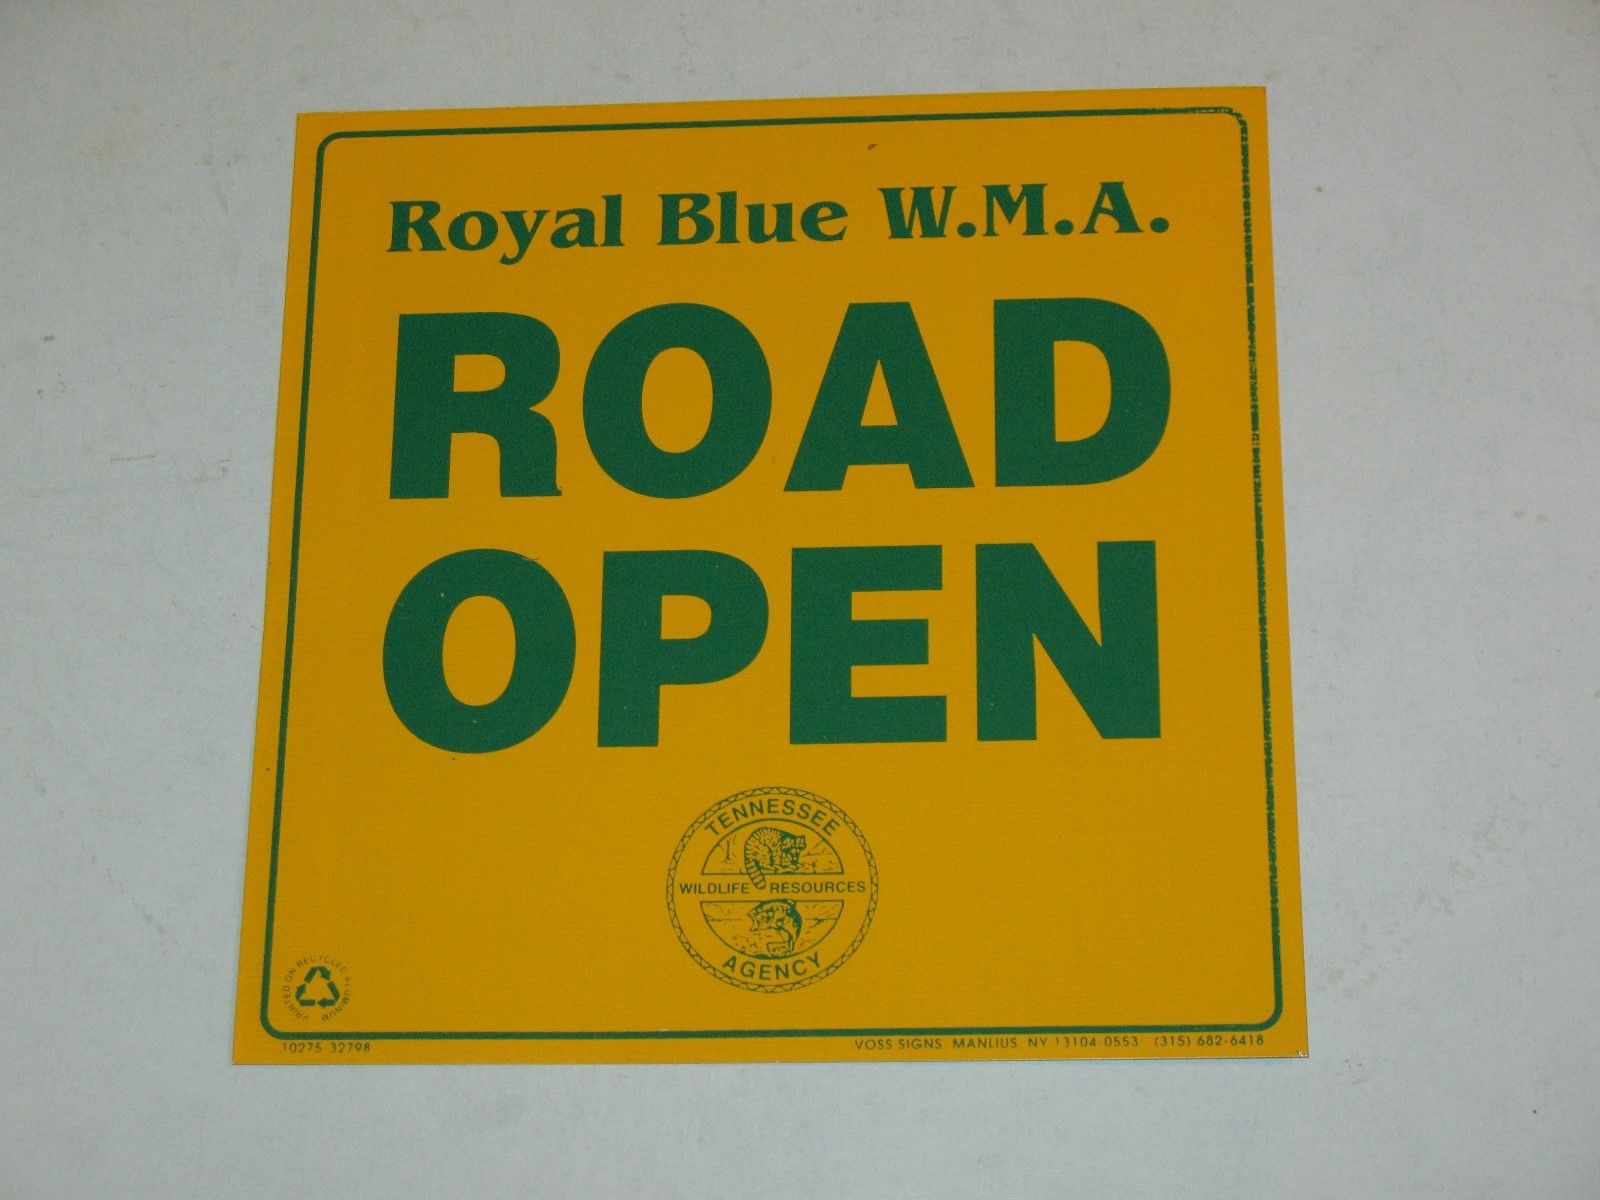 Royal Blue W.M.A.
ROAD
OPEN
TENNESSEE
WILDLIFE RESOURCES
AGENCY
PRINTED ON RECYCLED ALUMINUM
10275 32798
VOSS SIGNS MANLIUS NY 13104-0553 (315) 682-6418